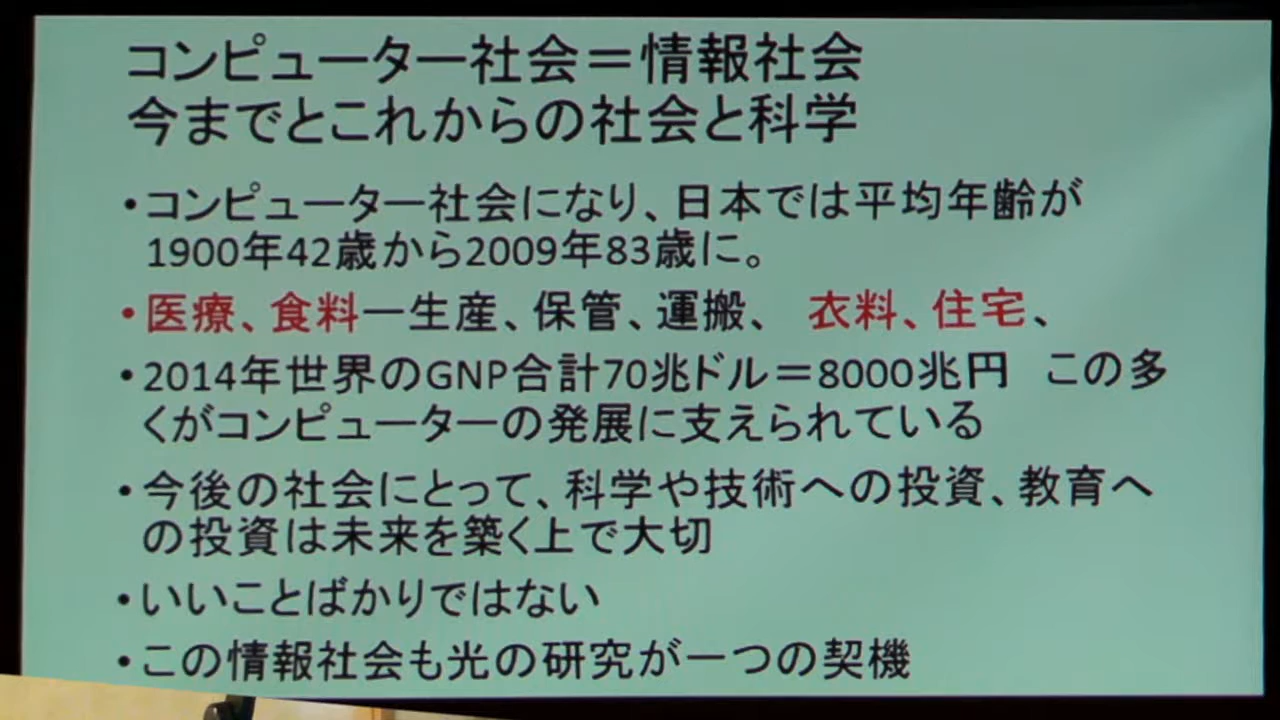 コンピューター社会＝情報社会
今までとこれからの社会と科学
•コンピューター社会になり、日本では平均年齢が
1900年42歳から2009年83歳に。
•医療、食料ー生産、保管、運搬、　衣料、住宅、
•2014年世界のGNP合計70兆ドル＝8000兆円　この多
くがコンピューターの発展に支えられている
•今後の社会にとって、科学や技術への投資、教育へ
の投資は未来を築く上で大切
•いいことばかりではない
•この情報社会も光の研究が一つの契機